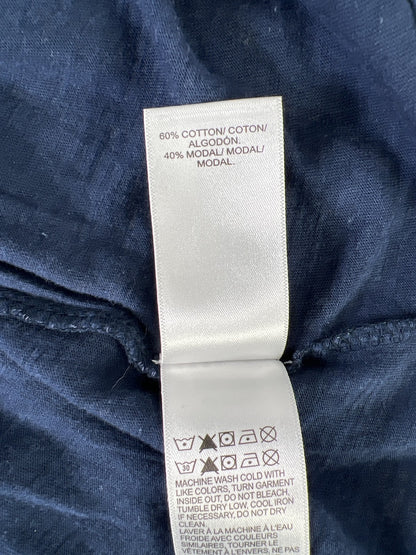 60% COTTON/ COTON/
ALGODÓN.
40% MODAL/ MODAL/
MODAL.
30
MACHINE WASH COLD WITH
LIKE COLORS, TURN GARMENT
INSIDE OUT, DO NOT BLEACH,
TUMBLE DRY LOW, COOL IRON
IF NECESSARY, DO NOT DRY
CLEAN.
LAVER À LA MACHINE À L'EAU
FROIDE AVEC COULEURS
SIMILAIRES, TOURNER LE
VÊTEMENT À L'ENVERS, NE